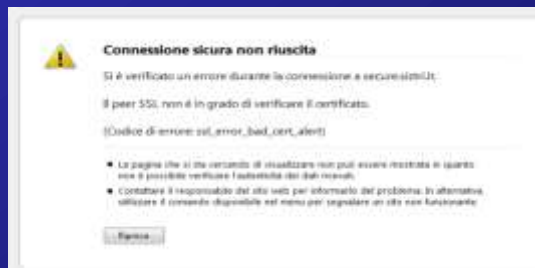 Connessione sicura non riuscita
Si è verificato un errore durante la connessione a secure.sistri.it.
Il peer SSL non è in grado di verificare il certificato.
(Codice di errore: ssl_error_bad_cert_alert)
La pagina che si sta cercando di visualizzare non può essere mostrata in quanto
non è possibile verificare l'autenticità dei dati ricevuti.
Contattare il responsabile del sito web per informarlo del problema. In alternativa,
utilizzare il comando disponibile nel menu per segnalare un sito non funzionante.
Riprova